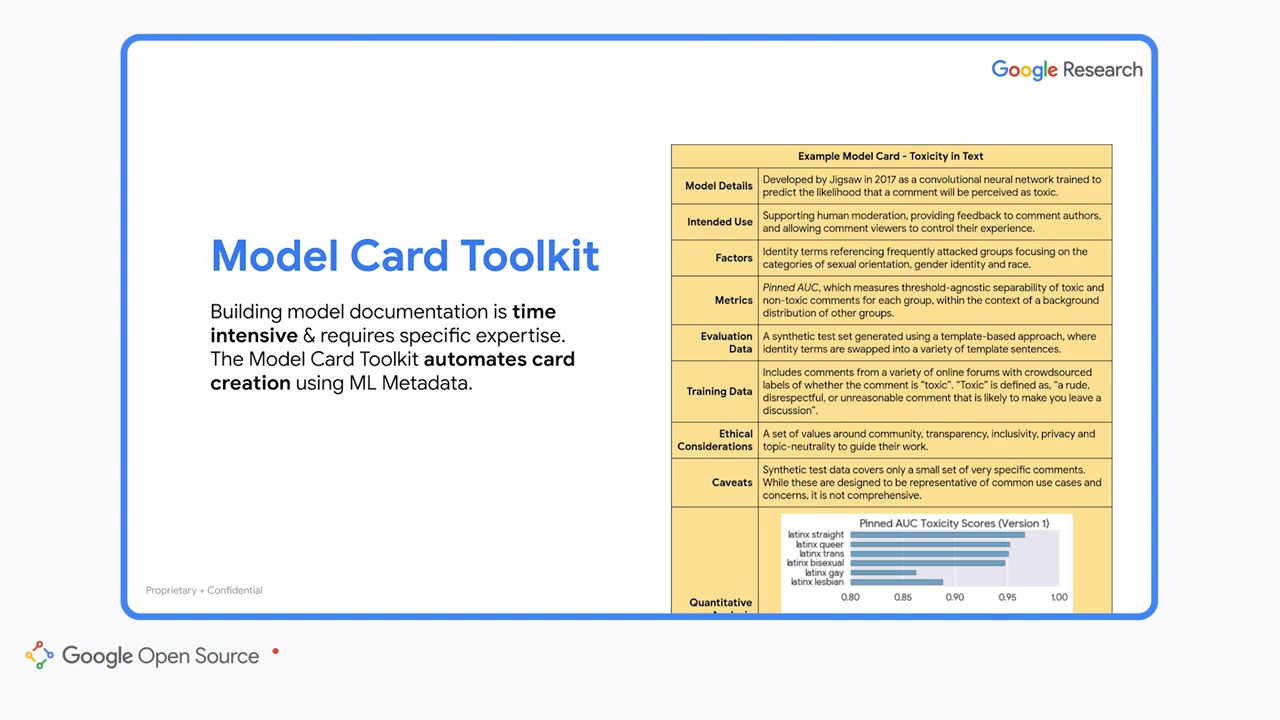 Google Research
Model Card Toolkit
Building model documentation is time
intensive & requires specific expertise.
The Model Card Toolkit automates card
creation using ML Metadata.
Example Model Card - Toxicity in Text
Model Details
Developed by Jigsaw in 2017 as a convolutional neural network trained to
predict the likelihood that a comment will be perceived as toxic.
Intended Use
Supporting human moderation, providing feedback to comment authors,
and allowing comment viewers to control their experience.
Factors
Identity terms referencing frequently attacked groups focusing on the
categories of sexual orientation, gender identity and race.
Metrics
Pinned AUC, which measures threshold-agnostic separability of toxic and
non-toxic comments for each group, within the context of a background
distribution of other groups.
Evaluation
Data
A synthetic test set generated using a template-based approach, where
identity terms are swapped into a variety of template sentences.
Training Data
Includes comments from a variety of online forums with crowdsourced
labels of whether the comment is “toxic”. “Toxic” is defined as, “a rude,
disrespectful, or unreasonable comment that is likely to make you leave a
discussion”.
Ethical
Considerations
A set of values around community, transparency, inclusivity, privacy and
topic-neutrality to guide their work.
Caveats
Synthetic test data covers only a small set of very specific comments.
While these are designed to be representative of common use cases and
concerns, it is not comprehensive.
Quantitative
Pinned AUC Toxicity Scores (Version 1)
latinx straight
latinx queer
latinx trans
latinx bisexual
latinx gay
latinx lesbian
0.80 0.85 0.90 0.95 1.00
Proprietary + Confidential
Google Open Source